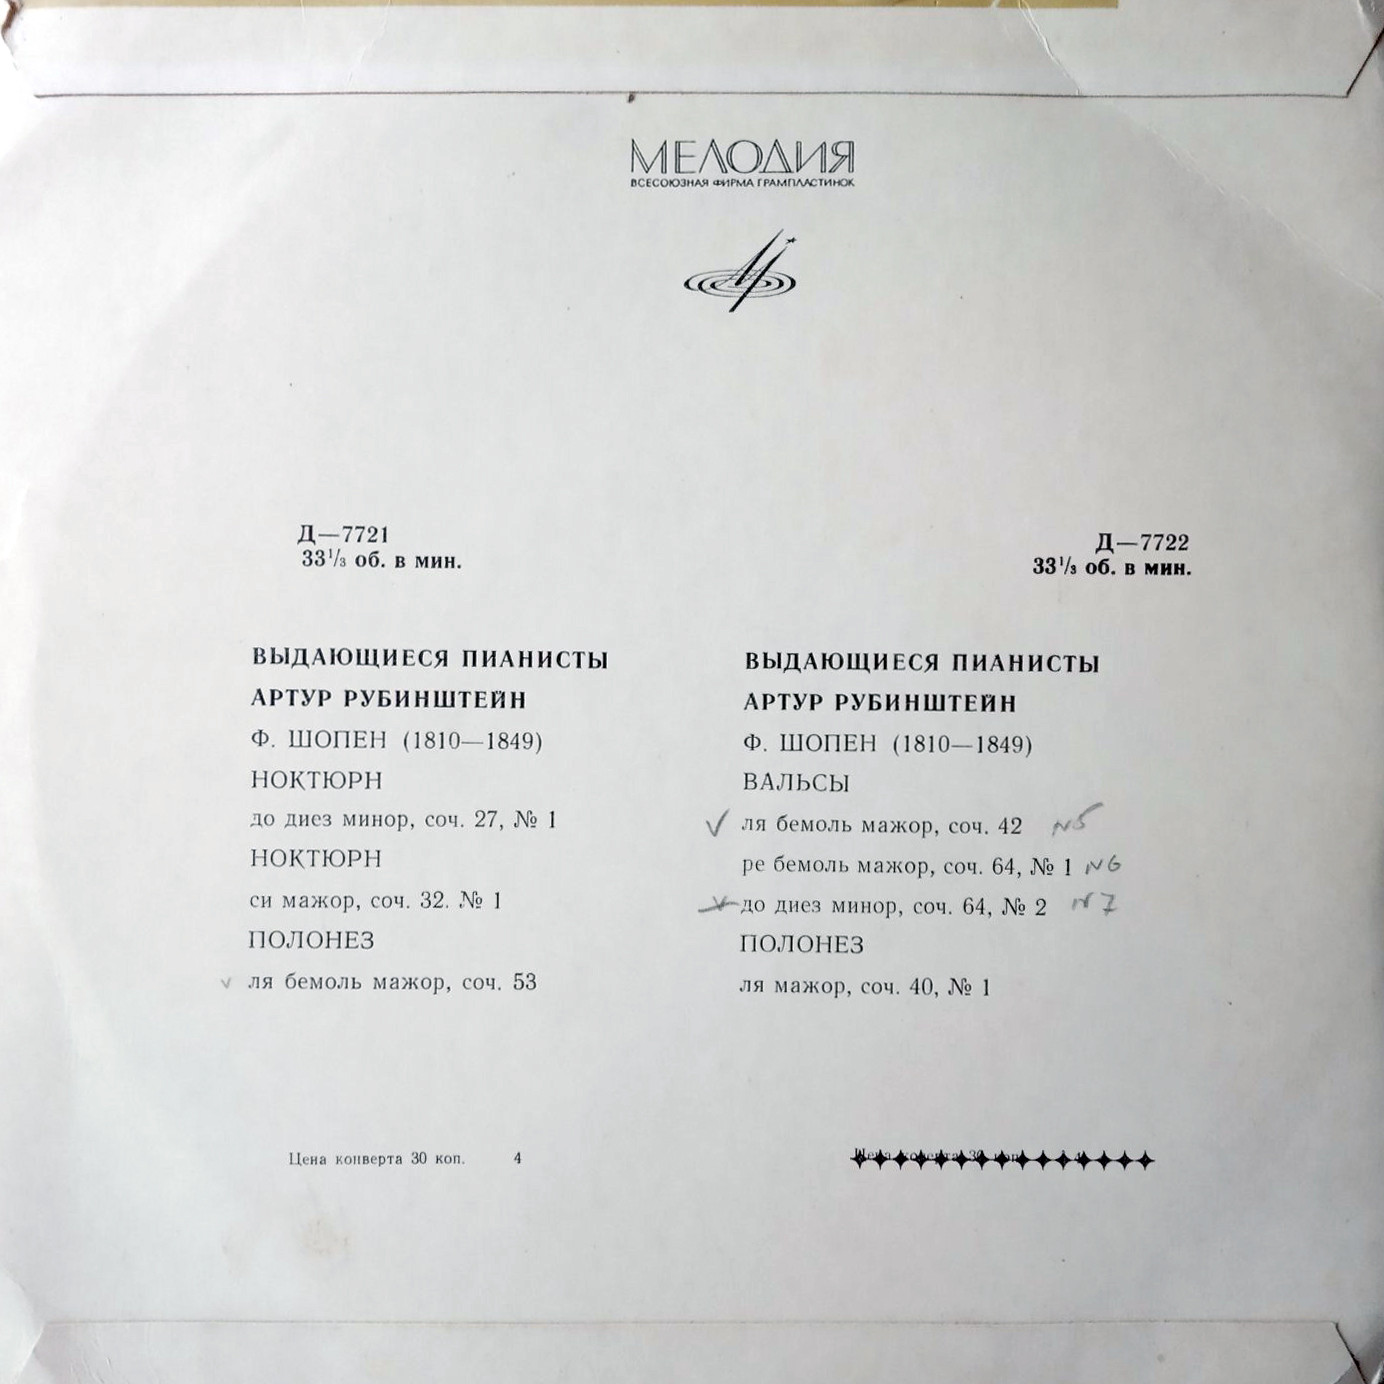 МЕЛОДИЯ
ВСЕСОЮЗНАЯ ФИРМА ГРАМПЛАСТИНОК
Д—7721
33 1/3 об. в мин.
ВЫДАЮЩИЕСЯ ПИАНИСТЫ
АРТУР РУБИНШТЕЙН
Ф. ШОПЕН (1810—1849)
НОКТЮРН
до диез минор, соч. 27, № 1
НОКТЮРН
си мажор, соч. 32. № 1
ПОЛОНЕЗ
ля бемоль мажор, соч. 53
Цена конверта 30 коп. 4
Д—7722
33 1/3 об. в мин.
ВЫДАЮЩИЕСЯ ПИАНИСТЫ
АРТУР РУБИНШТЕЙН
Ф. ШОПЕН (1810—1849)
ВАЛЬСЫ
ля бемоль мажор, соч. 42 N5
ре бемоль мажор, соч. 64, № 1 N6
до диез минор, соч. 64, № 2 N7
ПОЛОНЕЗ
ля мажор, соч. 40, № 1